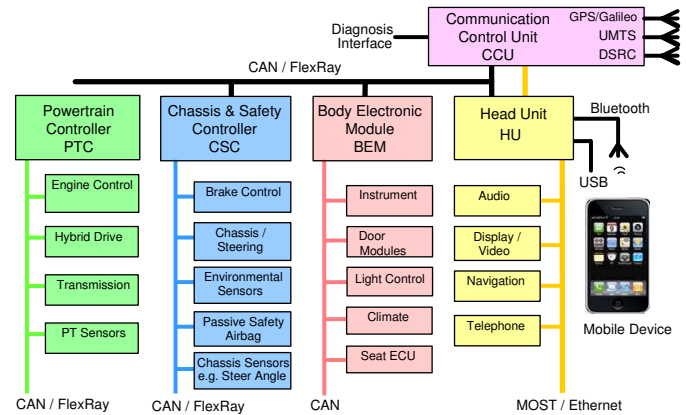 Diagnosis
Interface
Communication
Control Unit
CCU
GPS/Galileo
UMTS
DSRC
CAN / FlexRay
Powertrain
Controller
PTC
Chassis & Safety
Controller
CSC
Body Electronic
Module
BEM
Head Unit
HU
Bluetooth
USB
Engine Control
Hybrid Drive
Transmission
PT Sensors
Brake Control
Chassis /
Steering
Environmental
Sensors
Passive Safety
Airbag
Chassis Sensors
e.g. Steer Angle
Instrument
Door
Modules
Light Control
Climate
Seat ECU
Audio
Display /
Video
Navigation
Telephone
Mobile Device
CAN / FlexRay
CAN / FlexRay
CAN
MOST / Ethernet